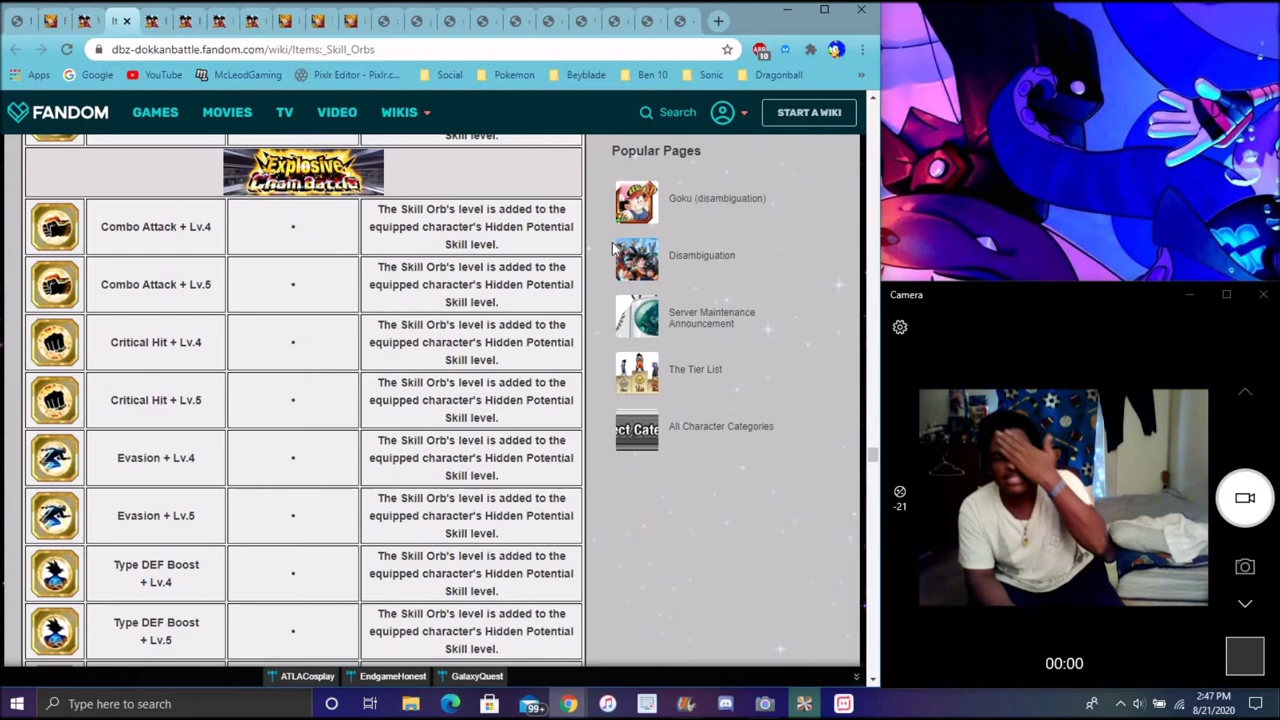 dbz-dokkanbattle.fandom.com/wiki/Items:_Skill_Orbs
ABP
10
Apps
Google
YouTube
McLeodGaming
Pixlr Editor - Pixlr.c...
Social
Pokemon
Beyblade
Ben 10
Sonic
Dragonball
»
FANDOM
GAMES
MOVIES
TV
VIDEO
WIKIS
Search
START A WIKI
Skill level.
Explosive
Chain Battle
Combo Attack + Lv.4
•
The Skill Orb's level is added to the
equipped character's Hidden Potential
Skill level.
Combo Attack + Lv.5
•
The Skill Orb's level is added to the
equipped character's Hidden Potential
Skill level.
Critical Hit + Lv.4
•
The Skill Orb's level is added to the
equipped character's Hidden Potential
Skill level.
Critical Hit + Lv.5
•
The Skill Orb's level is added to the
equipped character's Hidden Potential
Skill level.
Evasion + Lv.4
•
The Skill Orb's level is added to the
equipped character's Hidden Potential
Skill level.
Evasion + Lv.5
•
The Skill Orb's level is added to the
equipped character's Hidden Potential
Skill level.
Type DEF Boost
+ Lv.4
•
The Skill Orb's level is added to the
equipped character's Hidden Potential
Skill level.
Type DEF Boost
+ Lv.5
•
The Skill Orb's level is added to the
equipped character's Hidden Potential
Skill level.
Popular Pages
Goku (disambiguation)
Disambiguation
Server Maintenance
Announcement
The Tier List
All Character Categories
ATLACosplay
EndgameHonest
GalaxyQuest
Camera
-21
00:00
Type here to search
99+
2:47 PM
8/21/2020